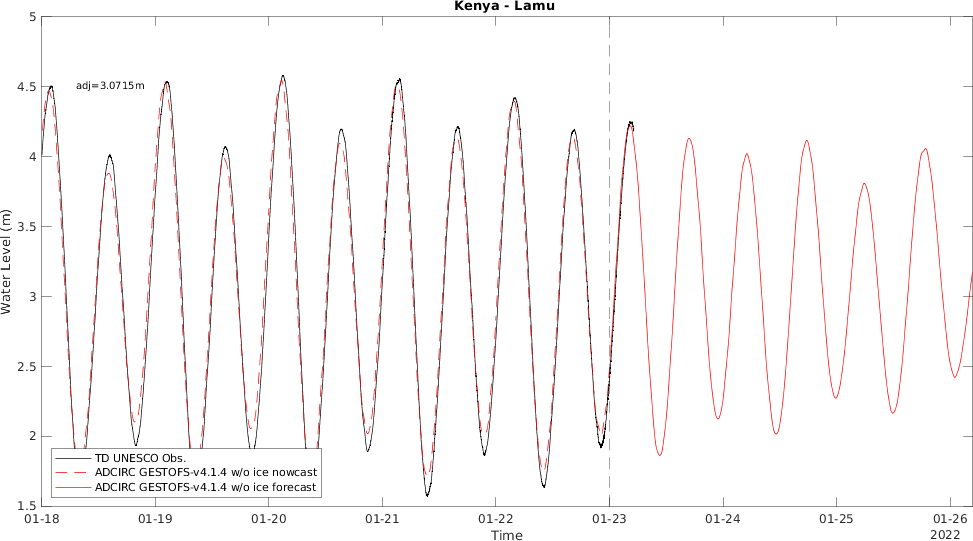 Kenya - Lamu
5
adj=3.0715m
4.5
4
3.5
Water Level (m)
3
2.5
2
TD UNESCO Obs.
ADCIRC GESTOFS-v4.1.4 w/o ice nowcast
ADCIRC GESTOFS-v4.1.4 w/o ice forecast
1.5
01-18 01-19 01-20 01-21 01-22 01-23 01-24 01-25 01-26
Time 2022